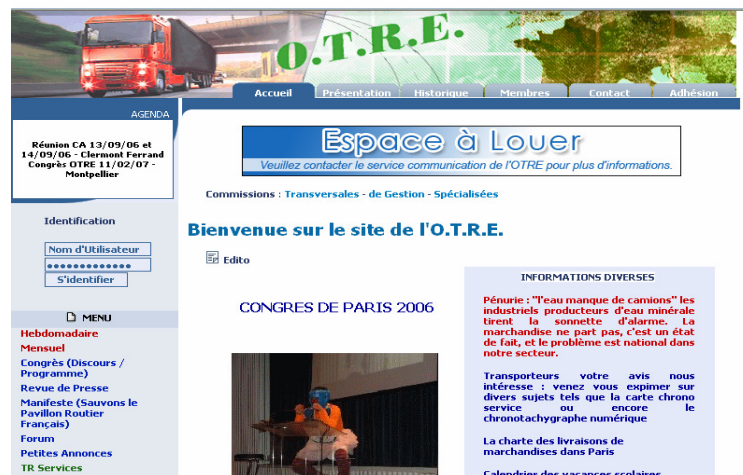 O.T.R.E.
Accueil
Présentation
Historique
Membres
Contact
Adhésion
AGENDA
Réunion CA 13/09/06 et
14/09/06 - Clermont Ferrand
Congrès OTRE 11/02/07 -
Montpellier
Espace à Louer
Veuillez contacter le service communication de l'OTRE pour plus d'informations.
Commissions : Transversales - de Gestion - Spécialisées
Identification
Nom d'Utilisateur
S'identifier
Bienvenue sur le site de l'O.T.R.E.
Edito
MENU
Hebdomadaire
Mensuel
Congrès (Discours /
Programme)
Revue de Presse
Manifeste (Sauvons le
Pavillon Routier
Français)
Forum
Petites Annonces
TR Services
CONGRES DE PARIS 2006
INFORMATIONS DIVERSES
Pénurie : "l'eau manque de camions" les
industriels producteurs d'eau minérale
tirent la sonnette d'alarme. La
marchandise ne part pas, c'est un état
de fait, et le problème est national dans
notre secteur.
Transporteurs votre avis nous
intéresse : venez vous expimer sur
divers sujets tels que la carte chrono
service ou encore le
chronotachygraphe numérique
La charte des livraisons de
marchandises dans Paris
Calendrier des vacances scolaires